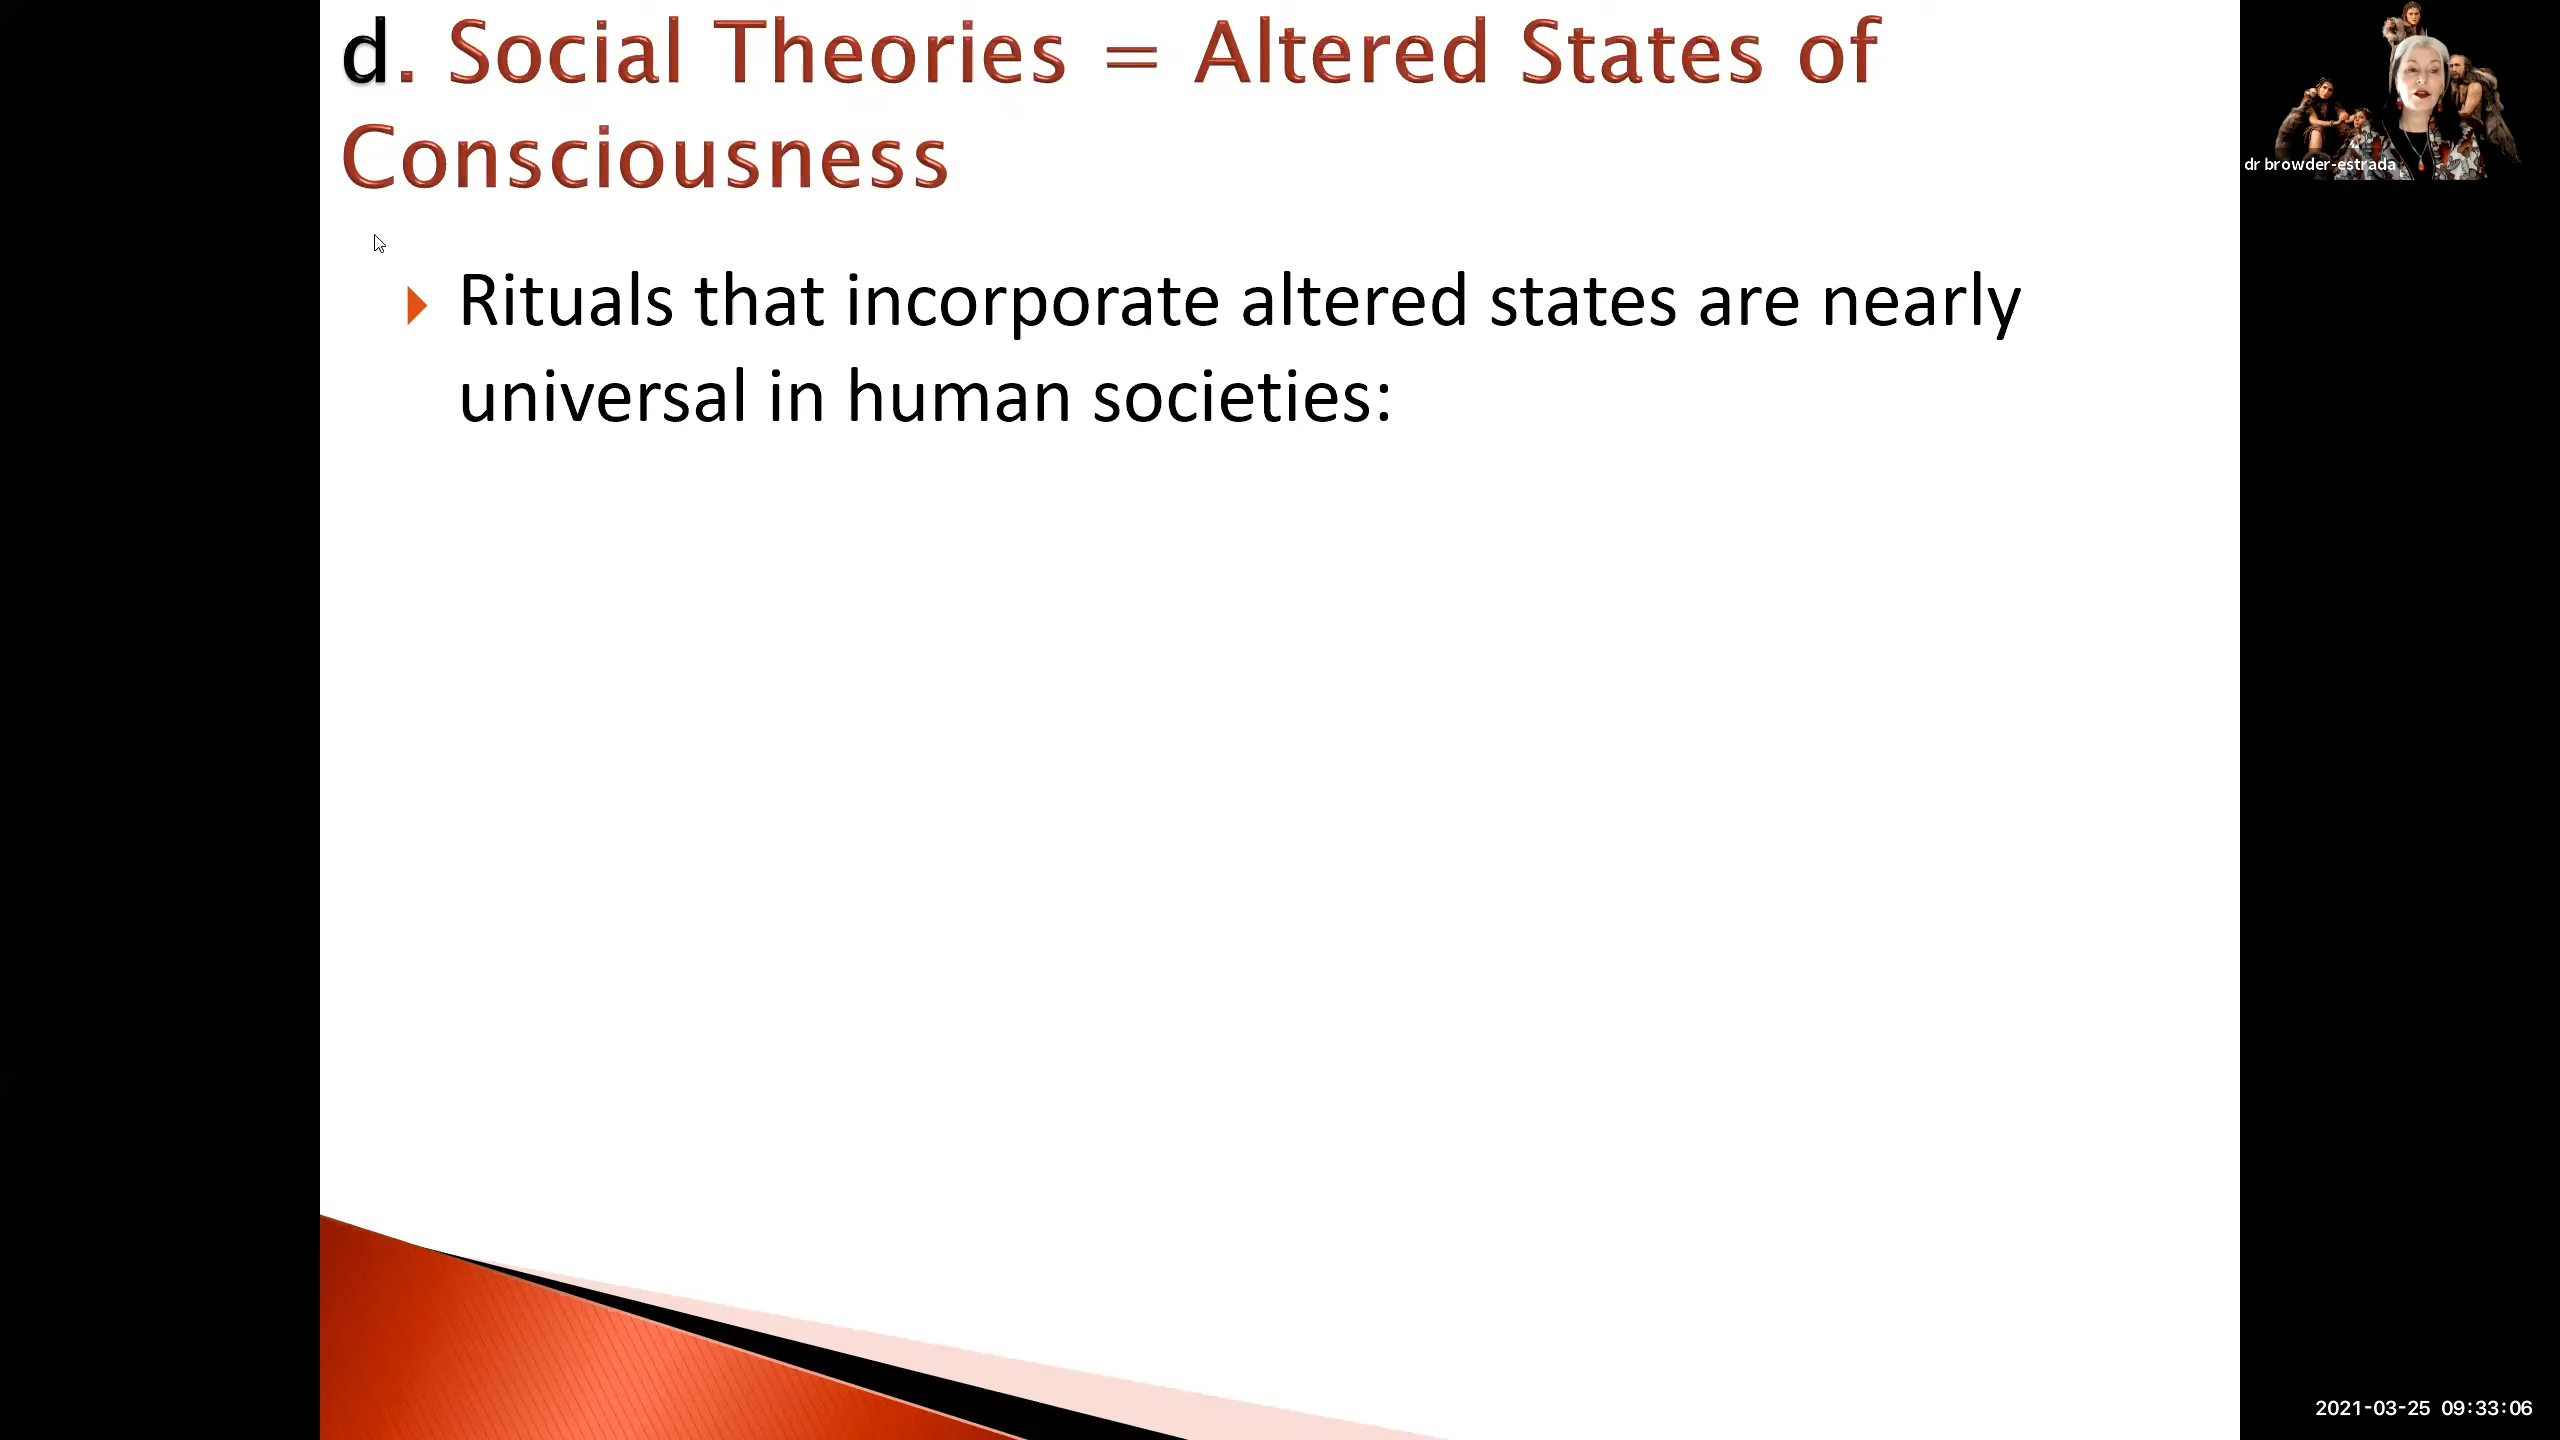 d. Social Theories = Altered States of
Consciousness
Rituals that incorporate altered states are nearly
universal in human societies:
dr browder-estrada
2021-03-25 09:33:06